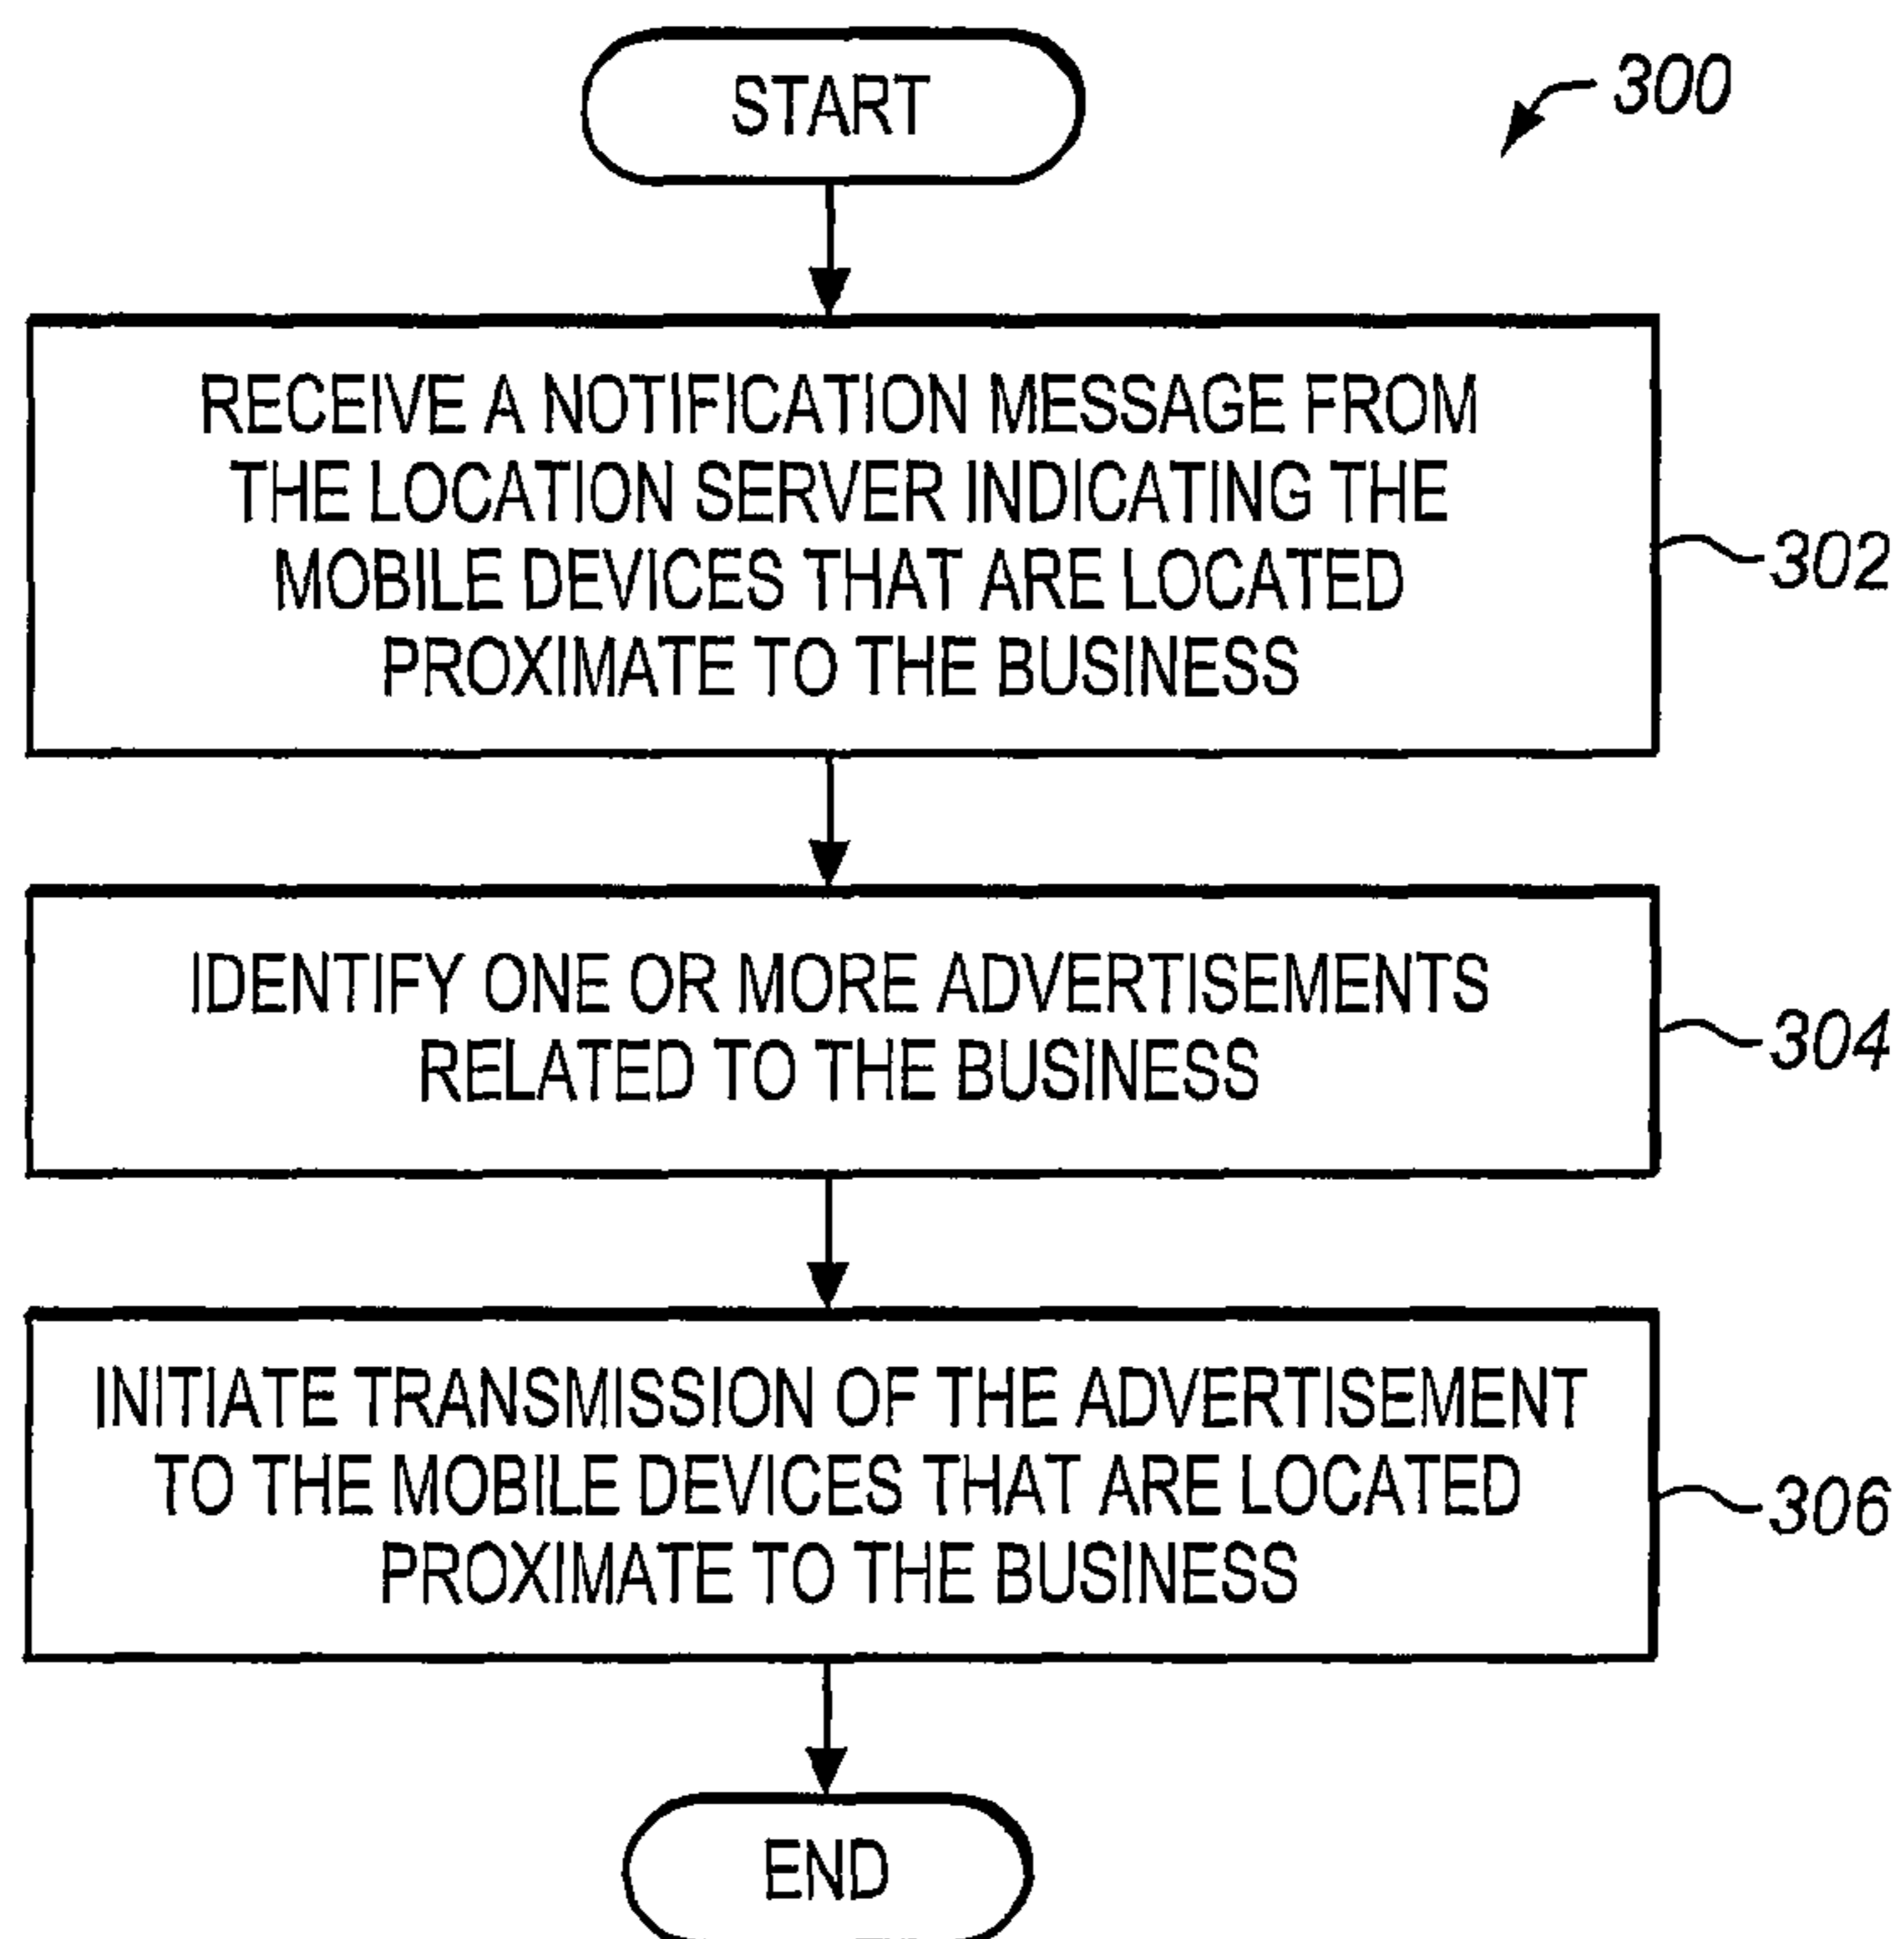 START
300
RECEIVE A NOTIFICATION MESSAGE FROM
THE LOCATION SERVER INDICATING THE
MOBILE DEVICES THAT ARE LOCATED
PROXIMATE TO THE BUSINESS
302
IDENTIFY ONE OR MORE ADVERTISEMENTS
RELATED TO THE BUSINESS
304
INITIATE TRANSMISSION OF THE ADVERTISEMENT
TO THE MOBILE DEVICES THAT ARE LOCATED
PROXIMATE TO THE BUSINESS
306
END